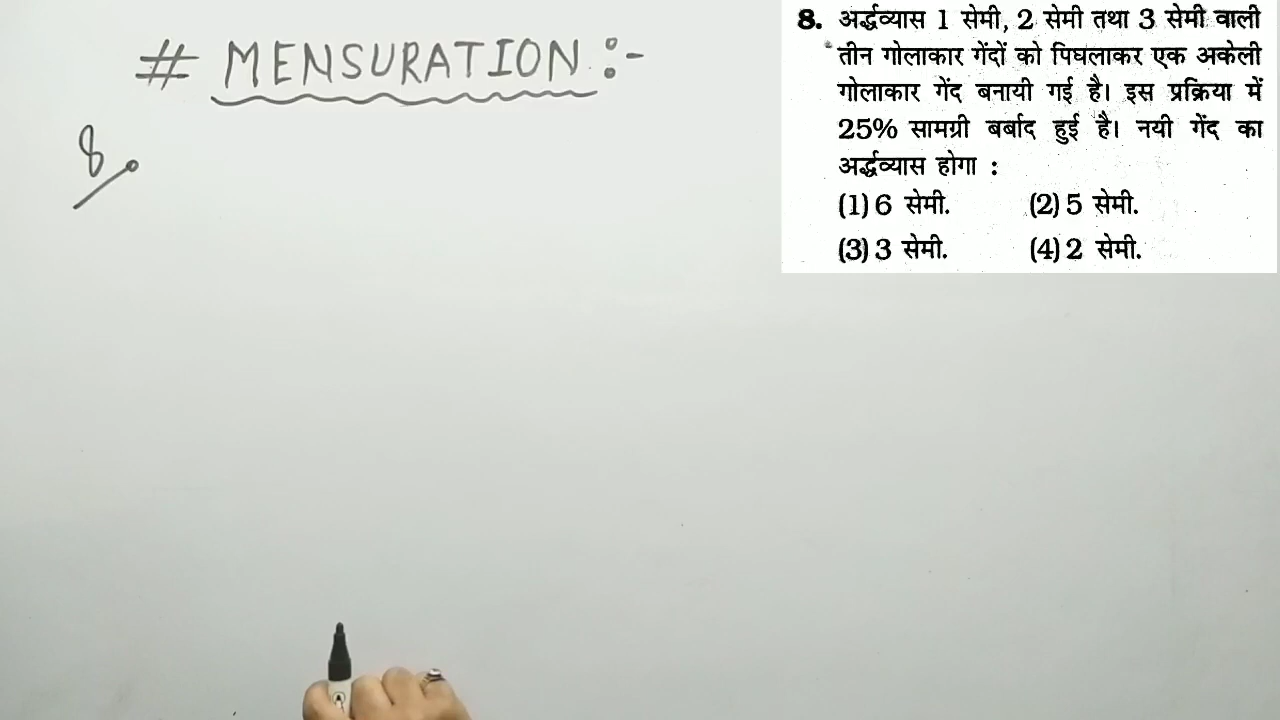 # MENSURATION :-
8.
8. अर्द्धव्यास 1 सेमी, 2 सेमी तथा 3 सेमी वाली
तीन गोलाकार गेंदों को पिघलाकर एक अकेली
गोलाकार गेंद बनायी गई है। इस प्रक्रिया में
25% सामग्री बर्बाद हुई है। नयी गेंद का
अर्द्धव्यास होगा :
(1) 6 सेमी. (2) 5 सेमी.
(3) 3 सेमी. (4) 2 सेमी.